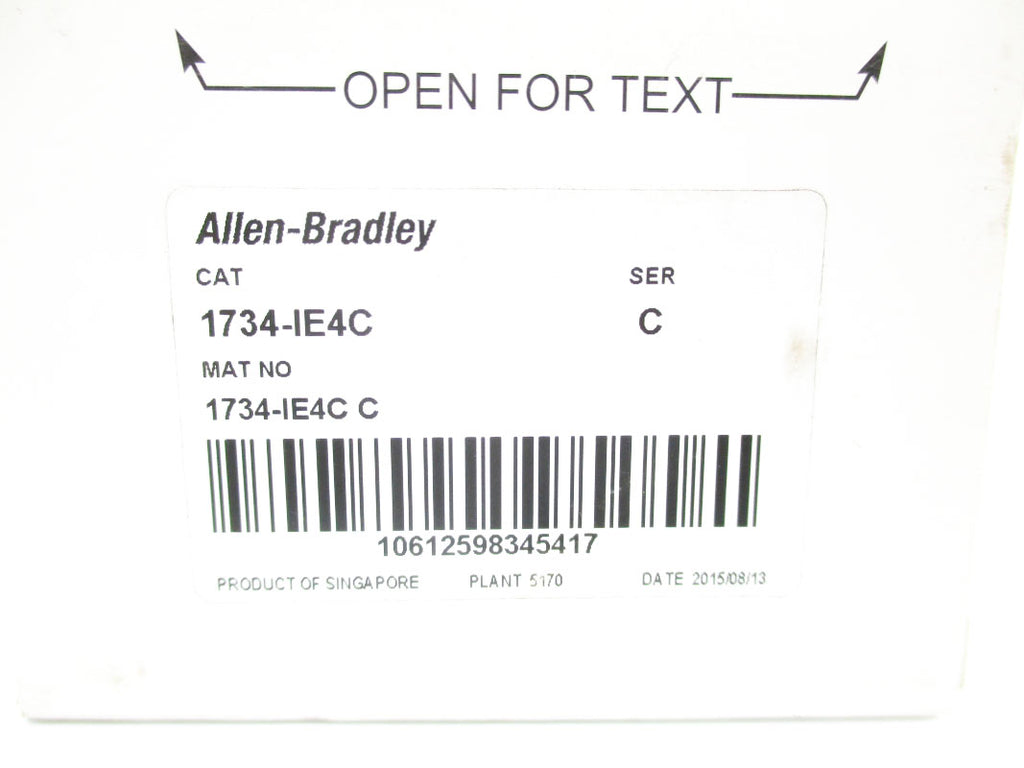 OPEN FOR TEXT
Allen-Bradley
CAT SER
1734-IE4C C
MAT NO
1734-IE4C C
10612598345417
PRODUCT OF SINGAPORE PLANT 5170 DATE 2015/08/13